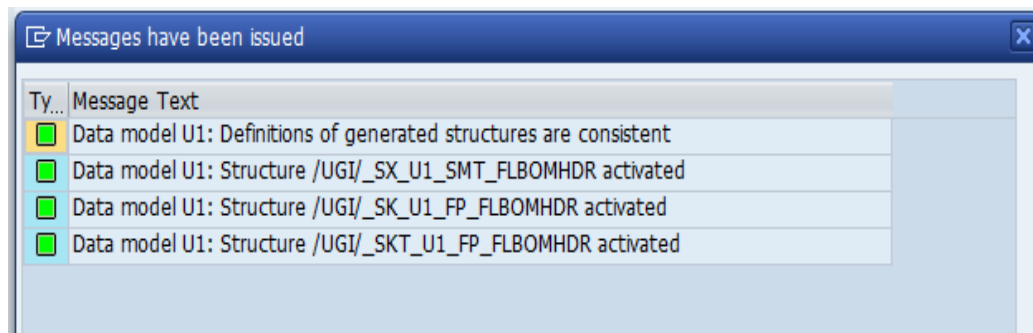 Messages have been issued
Ty... Message Text
Data model U1: Definitions of generated structures are consistent
Data model U1: Structure /UGI/_SX_U1_SMT_FLBOMHDR activated
Data model U1: Structure /UGI/_SK_U1_FP_FLBOMHDR activated
Data model U1: Structure /UGI/_SKT_U1_FP_FLBOMHDR activated